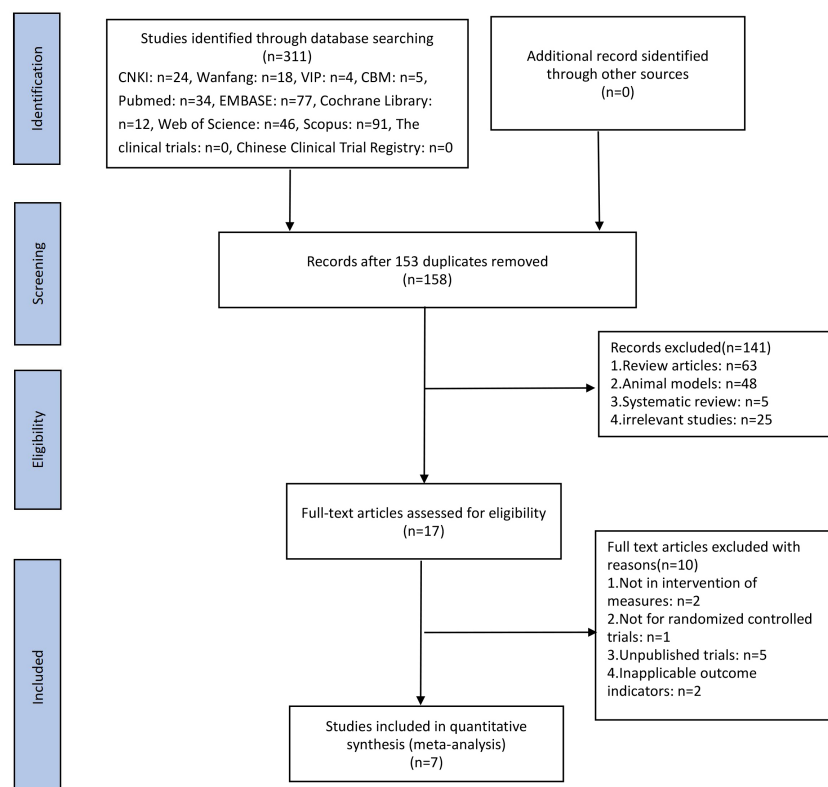 Identification
Studies identified through database searching
(n=311)
CNKI: n=24, Wanfang: n=18, VIP: n=4, CBM: n=5,
Pubmed: n=34, EMBASE: n=77, Cochrane Library:
n=12, Web of Science: n=46, Scopus: n=91, The
clinical trials: n=0, Chinese Clinical Trial Registry: n=0
Additional record sidentified
through other sources
(n=0)
Screening
Records after 153 duplicates removed
(n=158)
Records excluded(n=141)
1.Review articles: n=63
2.Animal models: n=48
3.Systematic review: n=5
4.irrelevant studies: n=25
Eligibility
Full-text articles assessed for eligibility
(n=17)
Full text articles excluded with
reasons(n=10)
1.Not in intervention of
measures: n=2
2.Not for randomized controlled
trials: n=1
3.Unpublished trials: n=5
4.Inapplicable outcome
indicators: n=2
Included
Studies included in quantitative
synthesis (meta-analysis)
(n=7)